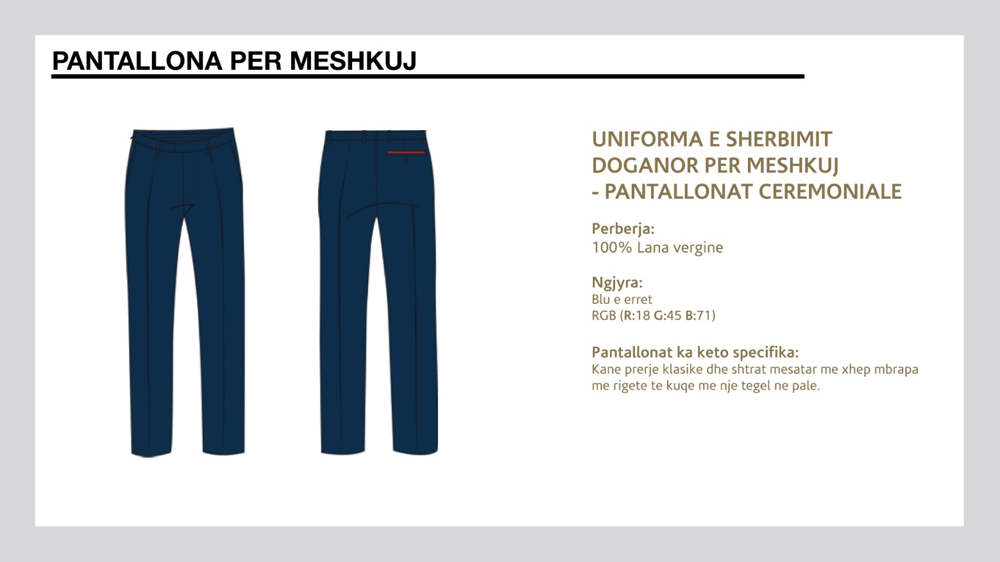 PANTALLONA PER MESHKUJ
UNIFORMA E SHERBIMIT
DOGANOR PER MESHKUJ
- PANTALLONAT CEREMONIALE
Perberja:
100% Lana vergine
Ngjyra:
Blu e erret
RGB (R:18 G:45 B:71)
Pantallonat ka keto specifika:
Kane prerje klasike dhe shtrat mesatar me xhep mbrapa
me rigete te kuqe me nje tegel ne pale.